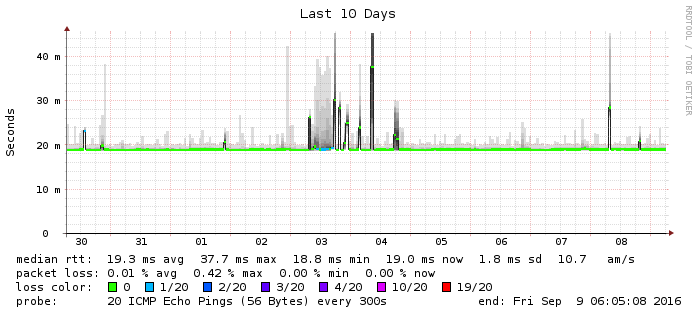 Last 10 Days
RRDTOOL / TOBI OETIKER
Seconds
40 m
30 m
20 m
10 m
0
30 31 01 02 03 04 05 06 07 08
median rtt: 19.3 ms avg 37.7 ms max 18.8 ms min 19.0 ms now 1.8 ms sd 10.7 am/s
packet loss: 0.01 % avg 0.42 % max 0.00 % min 0.00 % now
loss color: 0 1/20 2/20 3/20 4/20 10/20 19/20
probe: 20 ICMP Echo Pings (56 Bytes) every 300s end: Fri Sep 9 06:05:08 2016